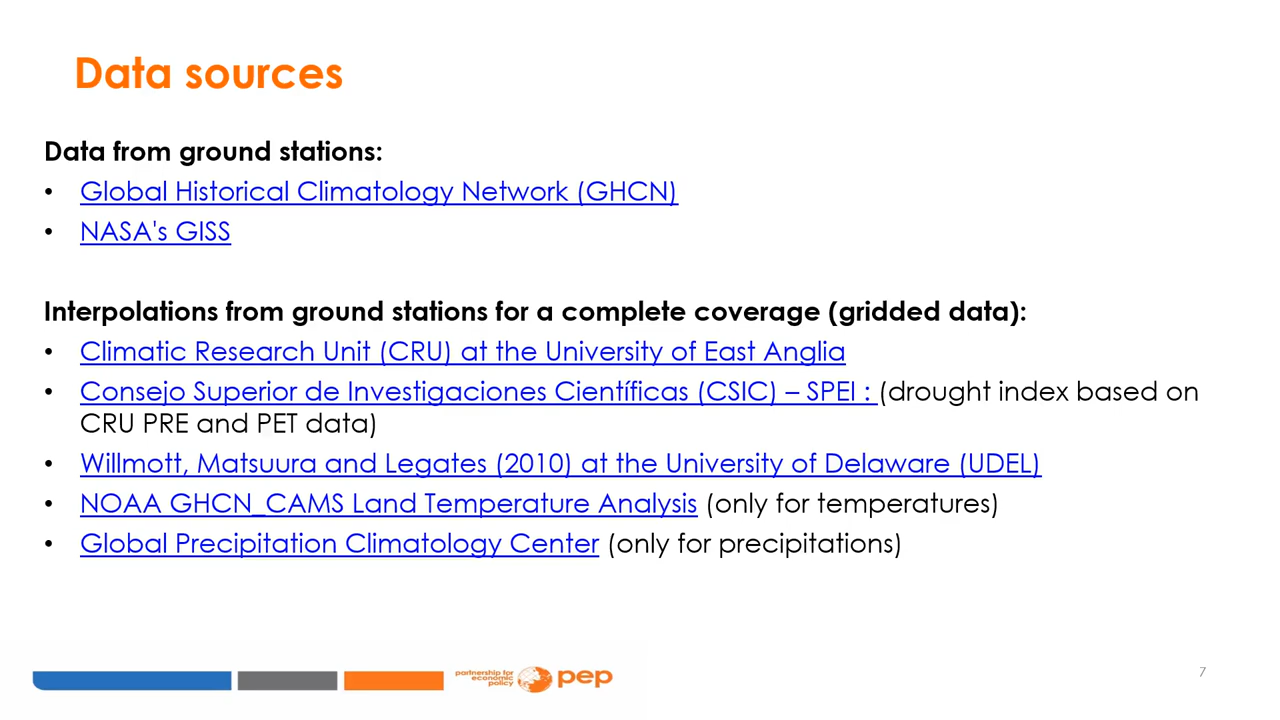 Data sources
Data from ground stations:
• Global Historical Climatology Network (GHCN)
• NASA's GISS
Interpolations from ground stations for a complete coverage (gridded data):
• Climatic Research Unit (CRU) at the University of East Anglia
• Consejo Superior de Investigaciones Científicas (CSIC) – SPEI : (drought index based on
CRU PRE and PET data)
• Willmott, Matsuura and Legates (2010) at the University of Delaware (UDEL)
• NOAA GHCN_CAMS Land Temperature Analysis (only for temperatures)
• Global Precipitation Climatology Center (only for precipitations)
partnership for
economic
policy
pep
7